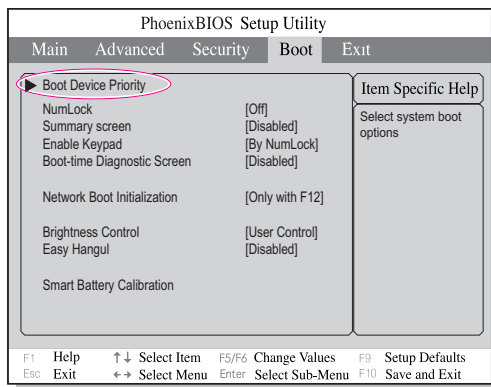 PhoenixBIOS Setup Utility
Main Advanced Security Boot Exit
Boot Device Priority
NumLock [Off]
Summary screen [Disabled]
Enable Keypad [By NumLock]
Boot-time Diagnostic Screen [Disabled]
Network Boot Initialization [Only with F12]
Brightness Control [User Control]
Easy Hangul [Disabled]
Smart Battery Calibration
Item Specific Help
Select system boot
options
F1 Help ↑↓ Select Item F5/F6 Change Values F9 Setup Defaults
Esc Exit ←→ Select Menu Enter Select Sub-Menu F10 Save and Exit